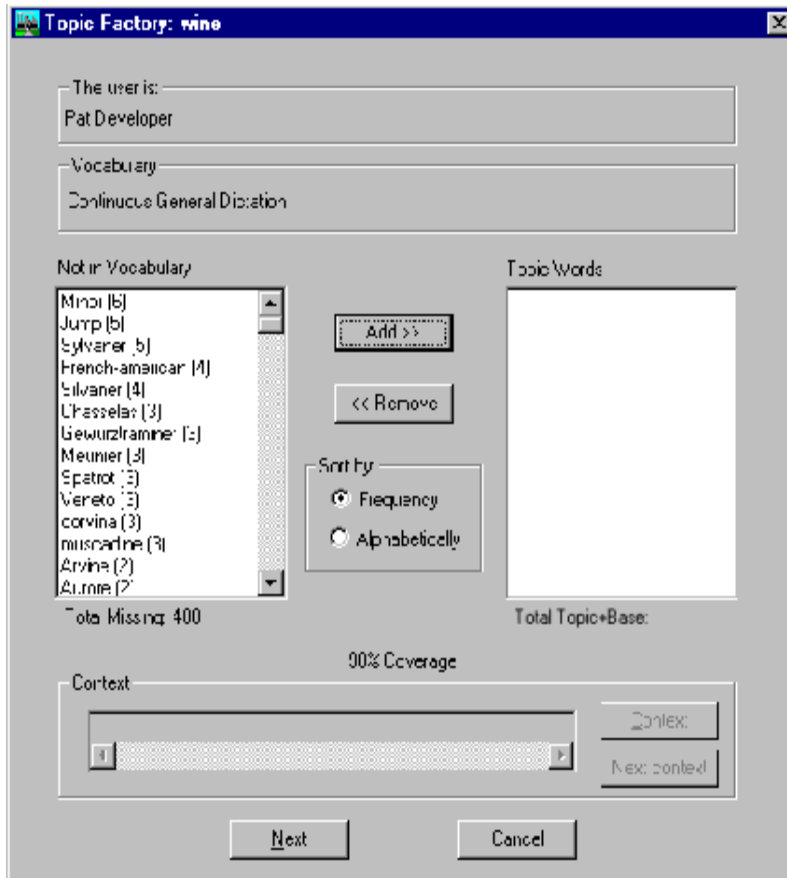 Topic Factory: wine
The user is:
Pat Developer
Vocabulary
Continuous General Dictation
Not in Vocabulary
Topic Words
Minor (6)
Jump (5)
Sylvaner (5)
French-american (4)
Silvaner (4)
Chasselas (3)
Gewurztraminer (3)
Meunier (3)
Spatrot (3)
Veneto (3)
corvina (3)
muscadine (3)
Arvine (2)
Aurore (2)
Add >>
<< Remove
Sort by:
Frequency
Alphabetically
Total Missing: 400
Total Topic+Base:
90% Coverage
Context
Context
Next context
Next
Cancel